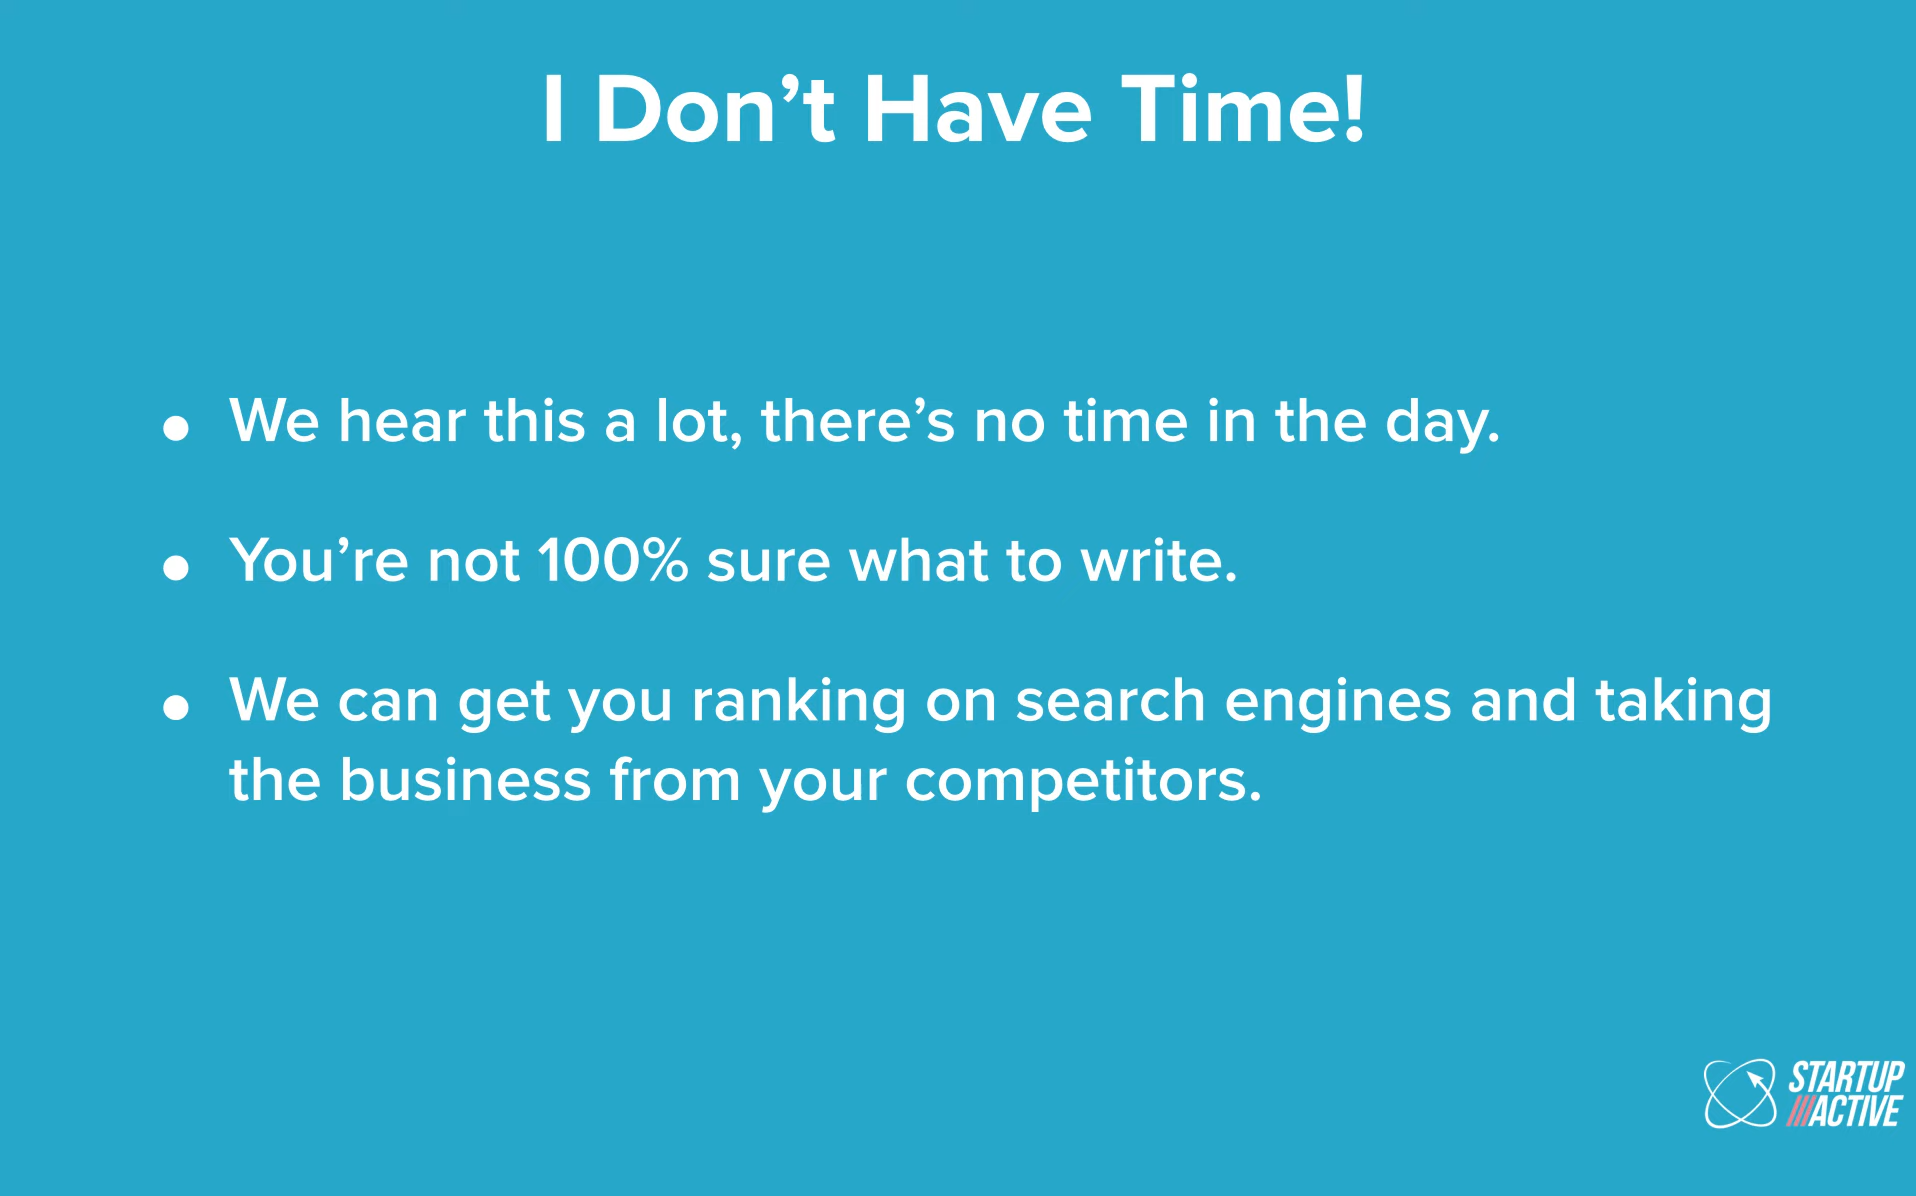 I Don’t Have Time!
• We hear this a lot, there’s no time in the day.
• You’re not 100% sure what to write.
• We can get you ranking on search engines and taking
the business from your competitors.
STARTUP
ACTIVE